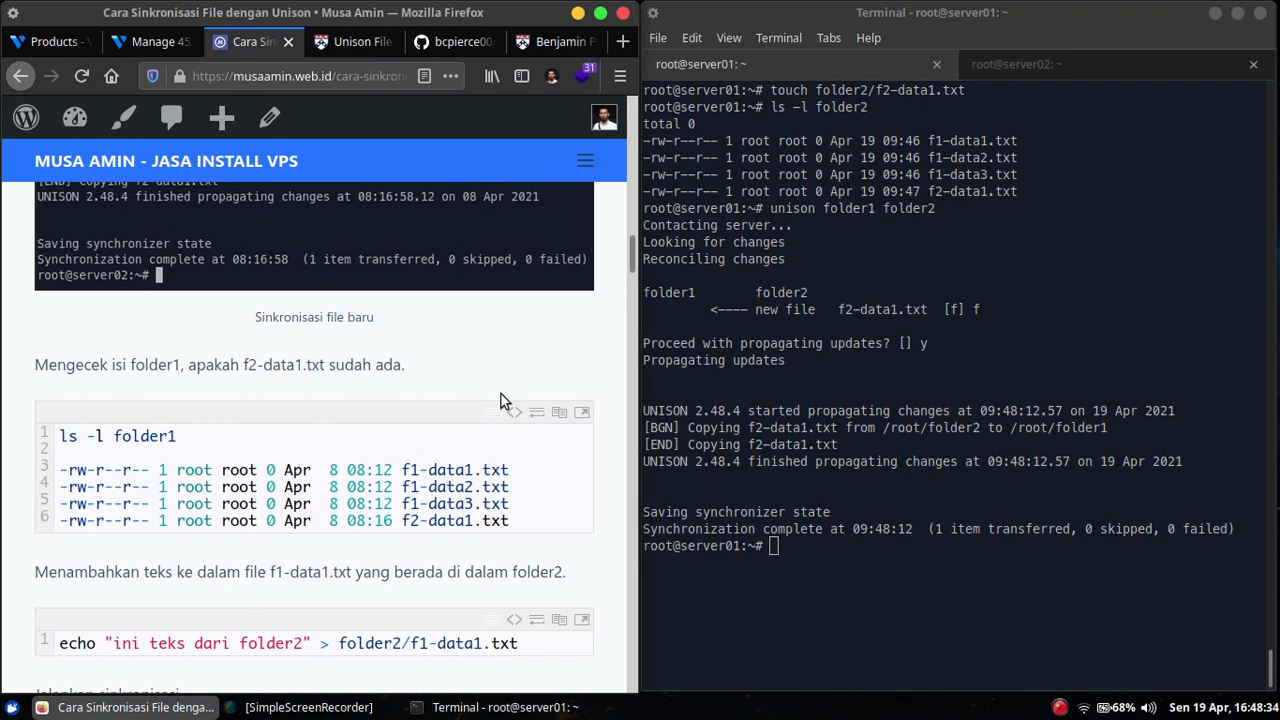 Cara Sinkronisasi File dengan Unison • Musa Amin — Mozilla Firefox
Products - V
Manage 45.
Cara Sin
Unison File
bcpierce00
Benjamin P
https://musaamin.web.id/cara-sinkron
31
MUSA AMIN - JASA INSTALL VPS
[END] Copying f2-data1.txt
UNISON 2.48.4 finished propagating changes at 08:16:58.12 on 08 Apr 2021
Saving synchronizer state
Synchronization complete at 08:16:58  (1 item transferred, 0 skipped, 0 failed)
root@server02:~#
Sinkronisasi file baru
Mengecek isi folder1, apakah f2-data1.txt sudah ada.
1 ls -l folder1
2
3 -rw-r--r-- 1 root root 0 Apr  8 08:12 f1-data1.txt
4 -rw-r--r-- 1 root root 0 Apr  8 08:12 f1-data2.txt
5 -rw-r--r-- 1 root root 0 Apr  8 08:12 f1-data3.txt
6 -rw-r--r-- 1 root root 0 Apr  8 08:16 f2-data1.txt
Menambahkan teks ke dalam file f1-data1.txt yang berada di dalam folder2.
1 echo "ini teks dari folder2" > folder2/f1-data1.txt
Jalankan sinkronisasi
Terminal - root@server01: ~
File Edit View Terminal Tabs Help
root@server01: ~
root@server02: ~
root@server01:~# touch folder2/f2-data1.txt
root@server01:~# ls -l folder2
total 0
-rw-r--r-- 1 root root 0 Apr 19 09:46 f1-data1.txt
-rw-r--r-- 1 root root 0 Apr 19 09:46 f1-data2.txt
-rw-r--r-- 1 root root 0 Apr 19 09:46 f1-data3.txt
-rw-r--r-- 1 root root 0 Apr 19 09:47 f2-data1.txt
root@server01:~# unison folder1 folder2
Contacting server...
Looking for changes
Reconciling changes
folder1        folder2
<---- new file   f2-data1.txt  [f] f
Proceed with propagating updates? [] y
Propagating updates
UNISON 2.48.4 started propagating changes at 09:48:12.57 on 19 Apr 2021
[BGN] Copying f2-data1.txt from /root/folder2 to /root/folder1
[END] Copying f2-data1.txt
UNISON 2.48.4 finished propagating changes at 09:48:12.57 on 19 Apr 2021
Saving synchronizer state
Synchronization complete at 09:48:12  (1 item transferred, 0 skipped, 0 failed)
root@server01:~#
Cara Sinkronisasi File denga...
[SimpleScreenRecorder]
Terminal - root@server01: ~
68%
Sen 19 Apr, 16:48:34